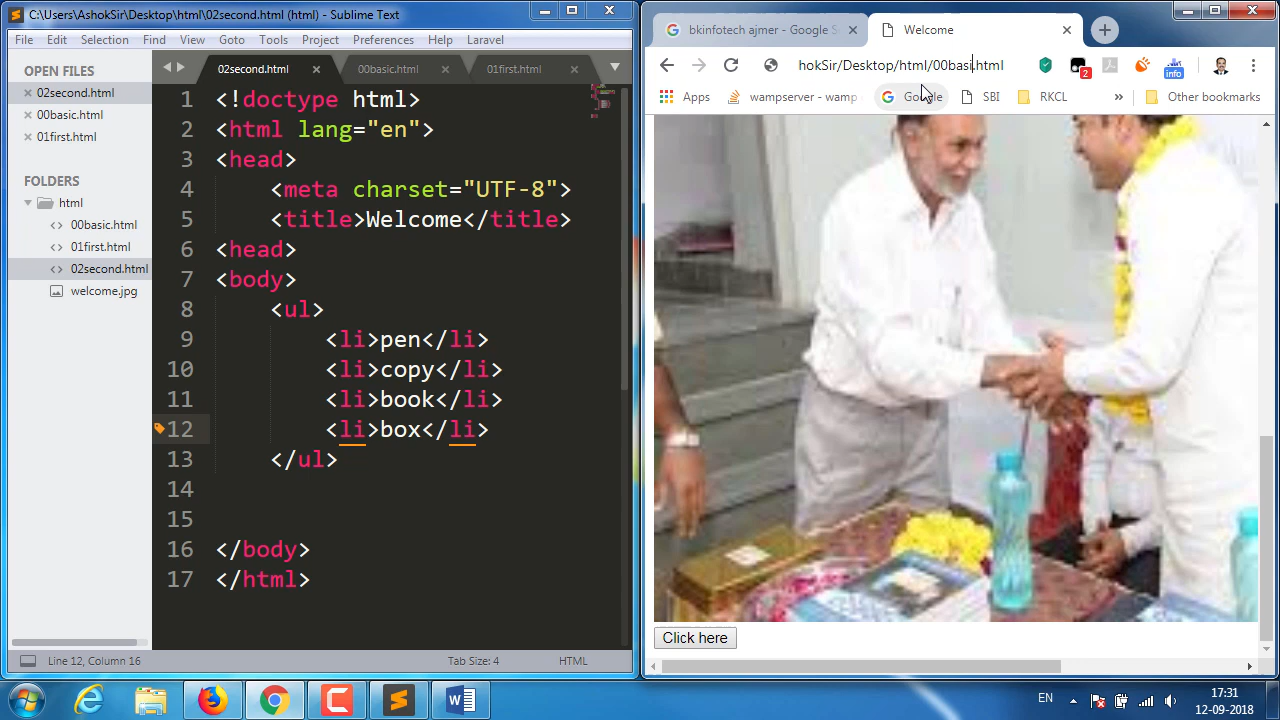 C:\Users\AshokSir\Desktop\html\02second.html (html) - Sublime Text
File Edit Selection Find View Goto Tools Project Preferences Help Laravel
OPEN FILES
02second.html
00basic.html
01first.html
FOLDERS
html
00basic.html
01first.html
02second.html
welcome.jpg
02second.html 00basic.html 01first.html
1 <!doctype html>
2 <html lang="en">
3 <head>
4 <meta charset="UTF-8">
5 <title>Welcome</title>
6 <head>
7 <body>
8 <ul>
9 <li>pen</li>
10 <li>copy</li>
11 <li>book</li>
12 <li>box</li>
13 </ul>
14
15
16 </body>
17 </html>
Line 12, Column 16 Tab Size: 4 HTML
bkinfotech ajmer - Google S Welcome
hokSir/Desktop/html/00basi.html
2
info
Apps wampserver - wamp Google SBI RKCL » Other bookmarks
Click here
EN 17:31
12-09-2018